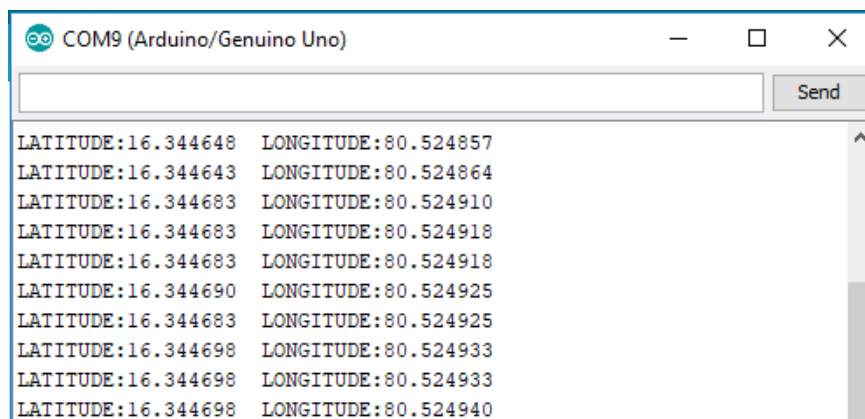 COM9 (Arduino/Genuino Uno)
Send
LATITUDE:16.344648  LONGITUDE:80.524857
LATITUDE:16.344643  LONGITUDE:80.524864
LATITUDE:16.344683  LONGITUDE:80.524910
LATITUDE:16.344683  LONGITUDE:80.524918
LATITUDE:16.344683  LONGITUDE:80.524918
LATITUDE:16.344690  LONGITUDE:80.524925
LATITUDE:16.344683  LONGITUDE:80.524925
LATITUDE:16.344698  LONGITUDE:80.524933
LATITUDE:16.344698  LONGITUDE:80.524933
LATITUDE:16.344698  LONGITUDE:80.524940